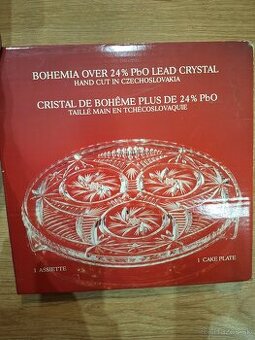 BOHEMIA OVER 24% PbO LEAD CRYSTAL
HAND CUT IN CZECHOSLOVAKIA
CRISTAL DE BOHÊME PLUS DE 24% PbO
TAILLÉ MAIN EN TCHECOSLOVAQUIE
1 ASSIETTE
1 CAKE PLATE